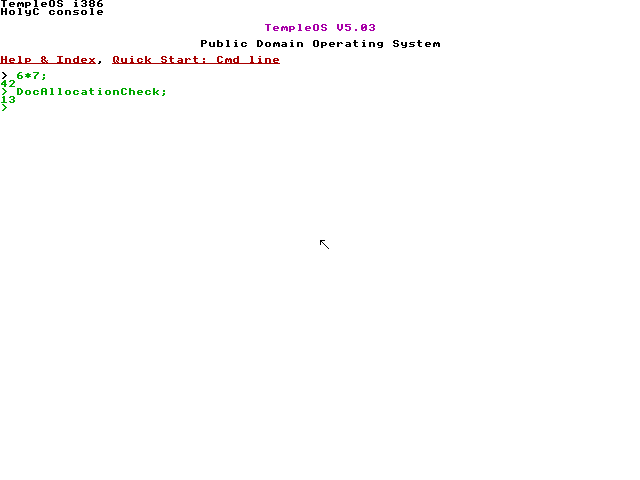 TempleOS i386
HolyC console
TempleOS V5.03
Public Domain Operating System
Help & Index, Quick Start: Cmd line
> 6*7;
42
> DocAllocationCheck;
13
>